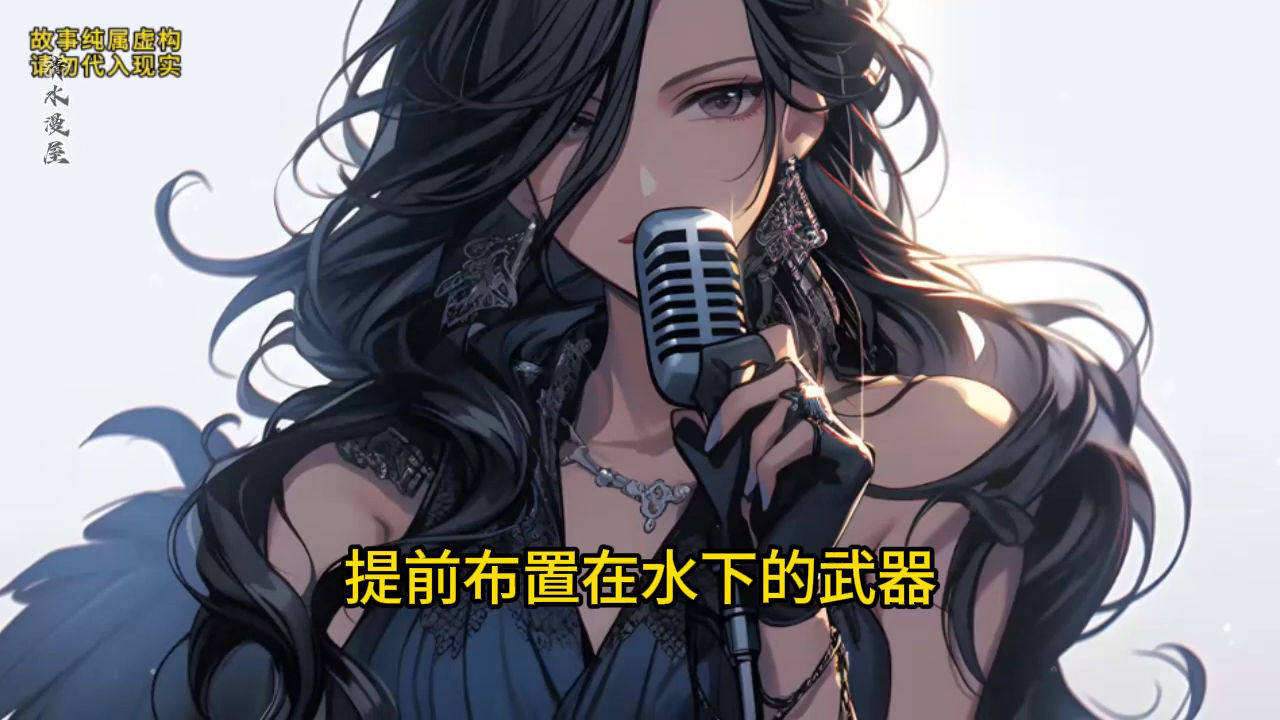 故事纯属虚构
请勿代入现实
水漫屋
提前布置在水下的武器